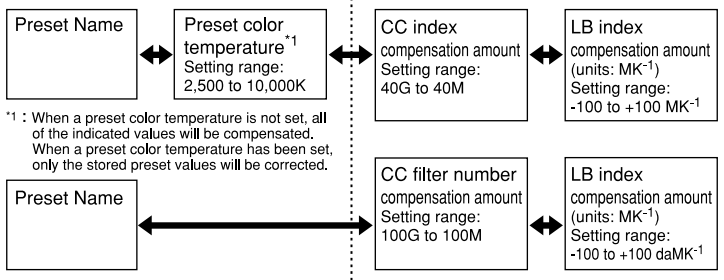 Preset Name
Preset color
temperature*1
Setting range:
2,500 to 10,000K
CC index
compensation amount
Setting range:
40G to 40M
LB index
compensation amount
(units: MK-1)
Setting range:
-100 to +100 MK-1
*1 : When a preset color temperature is not set, all
of the indicated values will be compensated.
When a preset color temperature has been set,
only the stored preset values will be corrected.
Preset Name
CC filter number
compensation amount
Setting range:
100G to 100M
LB index
compensation amount
(units: MK-1)
Setting range:
-100 to +100 daMK-1